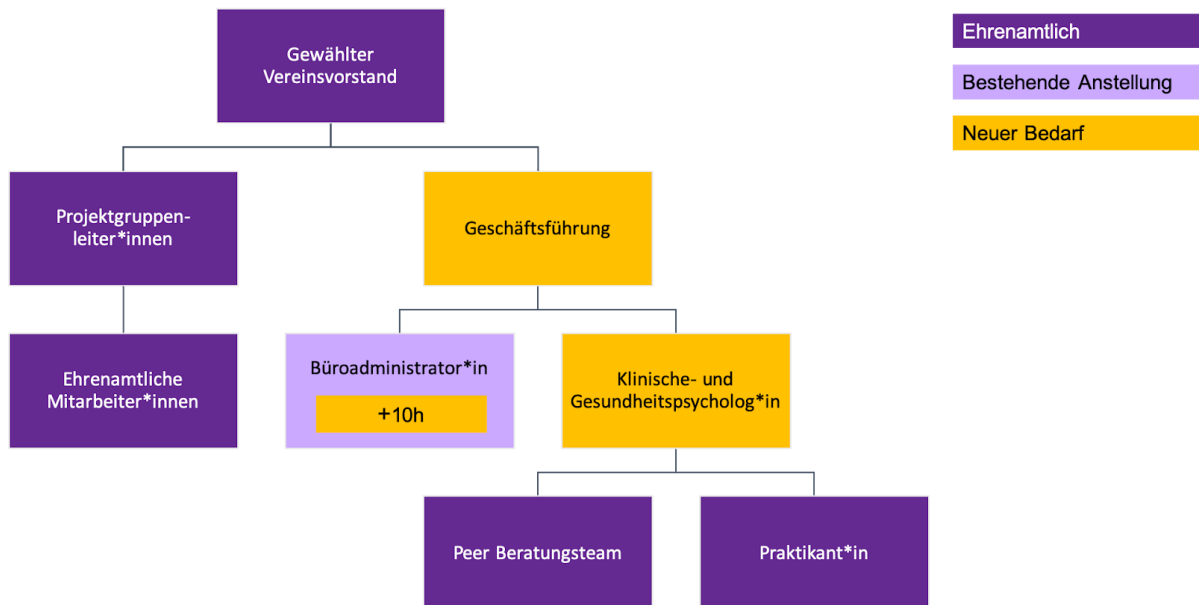 Gewählter
Vereinsvorstand
Ehrenamtlich
Bestehende Anstellung
Neuer Bedarf
Projektgruppen-
leiter*innen
Geschäftsführung
Ehrenamtliche
Mitarbeiter*innen
Büroadministrator*in
+10h
Klinische- und
Gesundheitspsycholog*in
Peer Beratungsteam
Praktikant*in